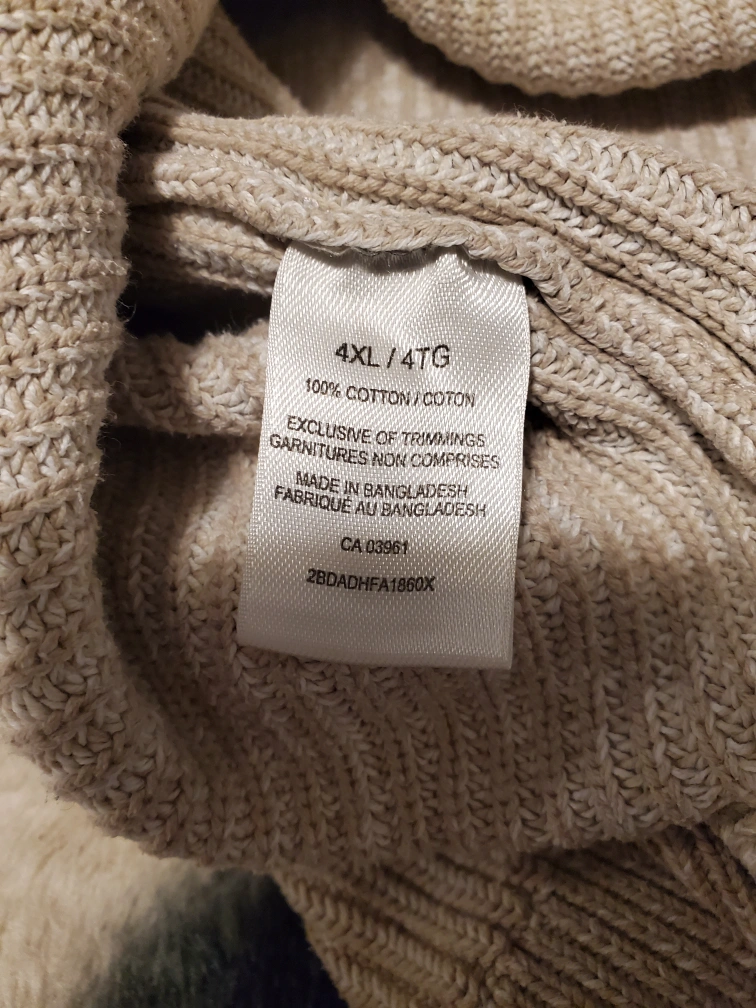 4XL / 4TG
100% COTTON / COTON
EXCLUSIVE OF TRIMMINGS
GARNITURES NON COMPRISES
MADE IN BANGLADESH
FABRIQUÉ AU BANGLADESH
CA 03961
2BDADHFA1860X